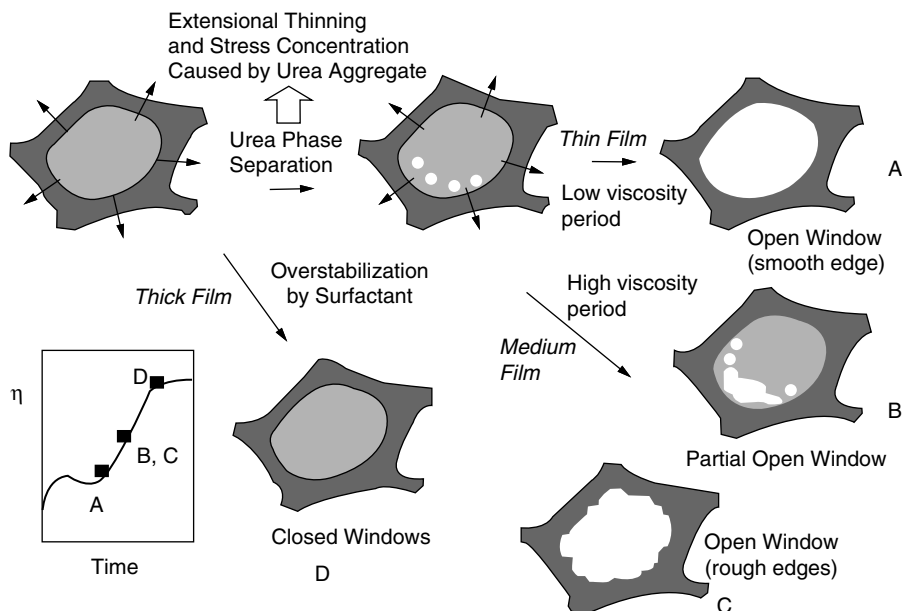 Extensional Thinning
and Stress Concentration
Caused by Urea Aggregate
Urea Phase
Separation
Thin Film
Low viscosity
period
A
Open Window
(smooth edge)
Thick Film
Overstabilization
by Surfactant
High viscosity
period
Medium
Film
B
Partial Open Window
η
D
B, C
A
Time
Closed Windows
D
Open Window
(rough edges)
C